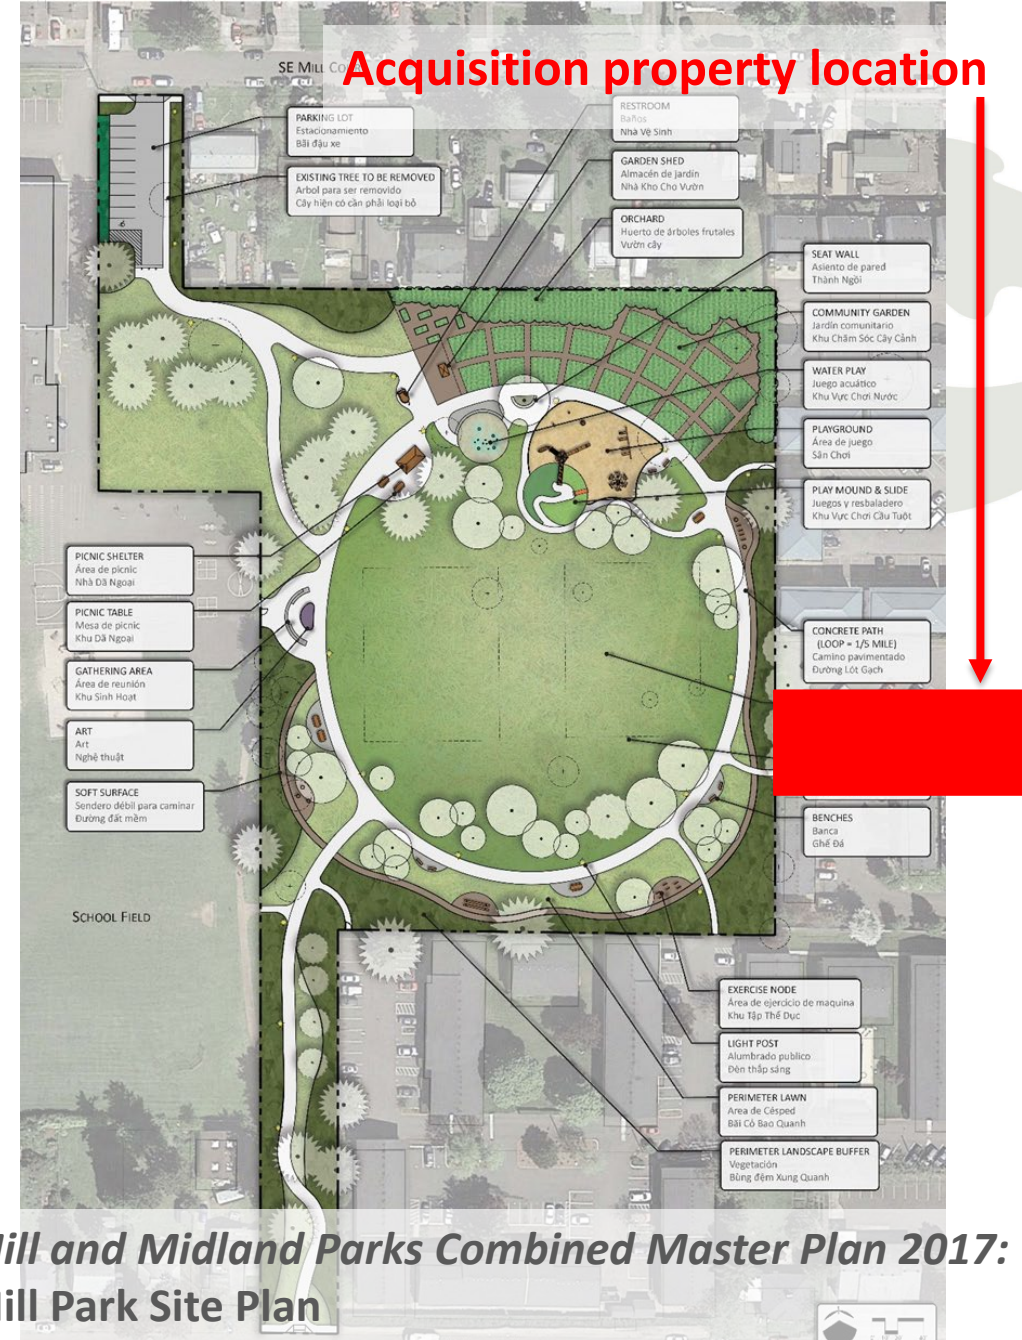 Acquisition property location
SE MILL CO
PARKING LOT
Estacionamiento
Bãi đậu xe
EXISTING TREE TO BE REMOVED
Arbol para ser removido
Cây hiện có cần phải loại bỏ
RESTROOM
Baños
Nhà Vệ Sinh
GARDEN SHED
Almacén de jardín
Nhà Kho Cho Vườn
ORCHARD
Huerto de árboles frutales
Vườn cây
SEAT WALL
Asiento de pared
Thành Ngồi
COMMUNITY GARDEN
Jardín comunitario
Khu Chăm Sóc Cây Cảnh
WATER PLAY
Juego acuático
Khu Vực Chơi Nước
PLAYGROUND
Área de juego
Sân Chơi
PLAY MOUND & SLIDE
Juegos y resbaladero
Khu Vực Chơi Cầu Tuột
PICNIC SHELTER
Área de picnic
Nhà Dã Ngoại
PICNIC TABLE
Mesa de picnic
Khu Dã Ngoại
GATHERING AREA
Área de reunión
Khu Sinh Hoạt
ART
Art
Nghệ thuật
SOFT SURFACE
Sendero débil para caminar
Đường đất mềm
CONCRETE PATH
(LOOP = 1/5 MILE)
Camino pavimentado
Đường Lót Gạch
BENCHES
Banca
Ghế Đá
SCHOOL FIELD
EXERCISE NODE
Área de ejercicio de maquina
Khu Tập Thể Dục
LIGHT POST
Alumbrado publico
Đèn thắp sáng
PERIMETER LAWN
Area de Césped
Bãi Cỏ Bao Quanh
PERIMETER LANDSCAPE BUFFER
Vegetación
Bùng đệm Xung Quanh
ill and Midland Parks Combined Master Plan 2017:
ill Park Site Plan